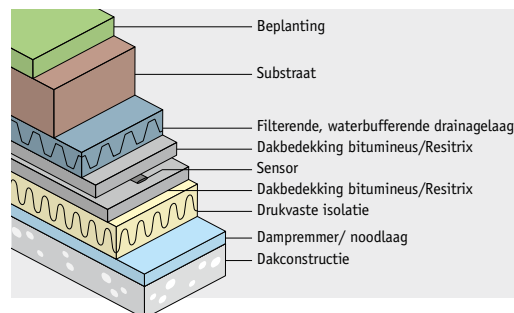 Beplanting
Substraat
Filterende, waterbufferende drainagelaag
Dakbedekking bitumineus/Resitrix
Sensor
Dakbedekking bitumineus/Resitrix
Drukvaste isolatie
Dampremmer/ noodlaag
Dakconstructie